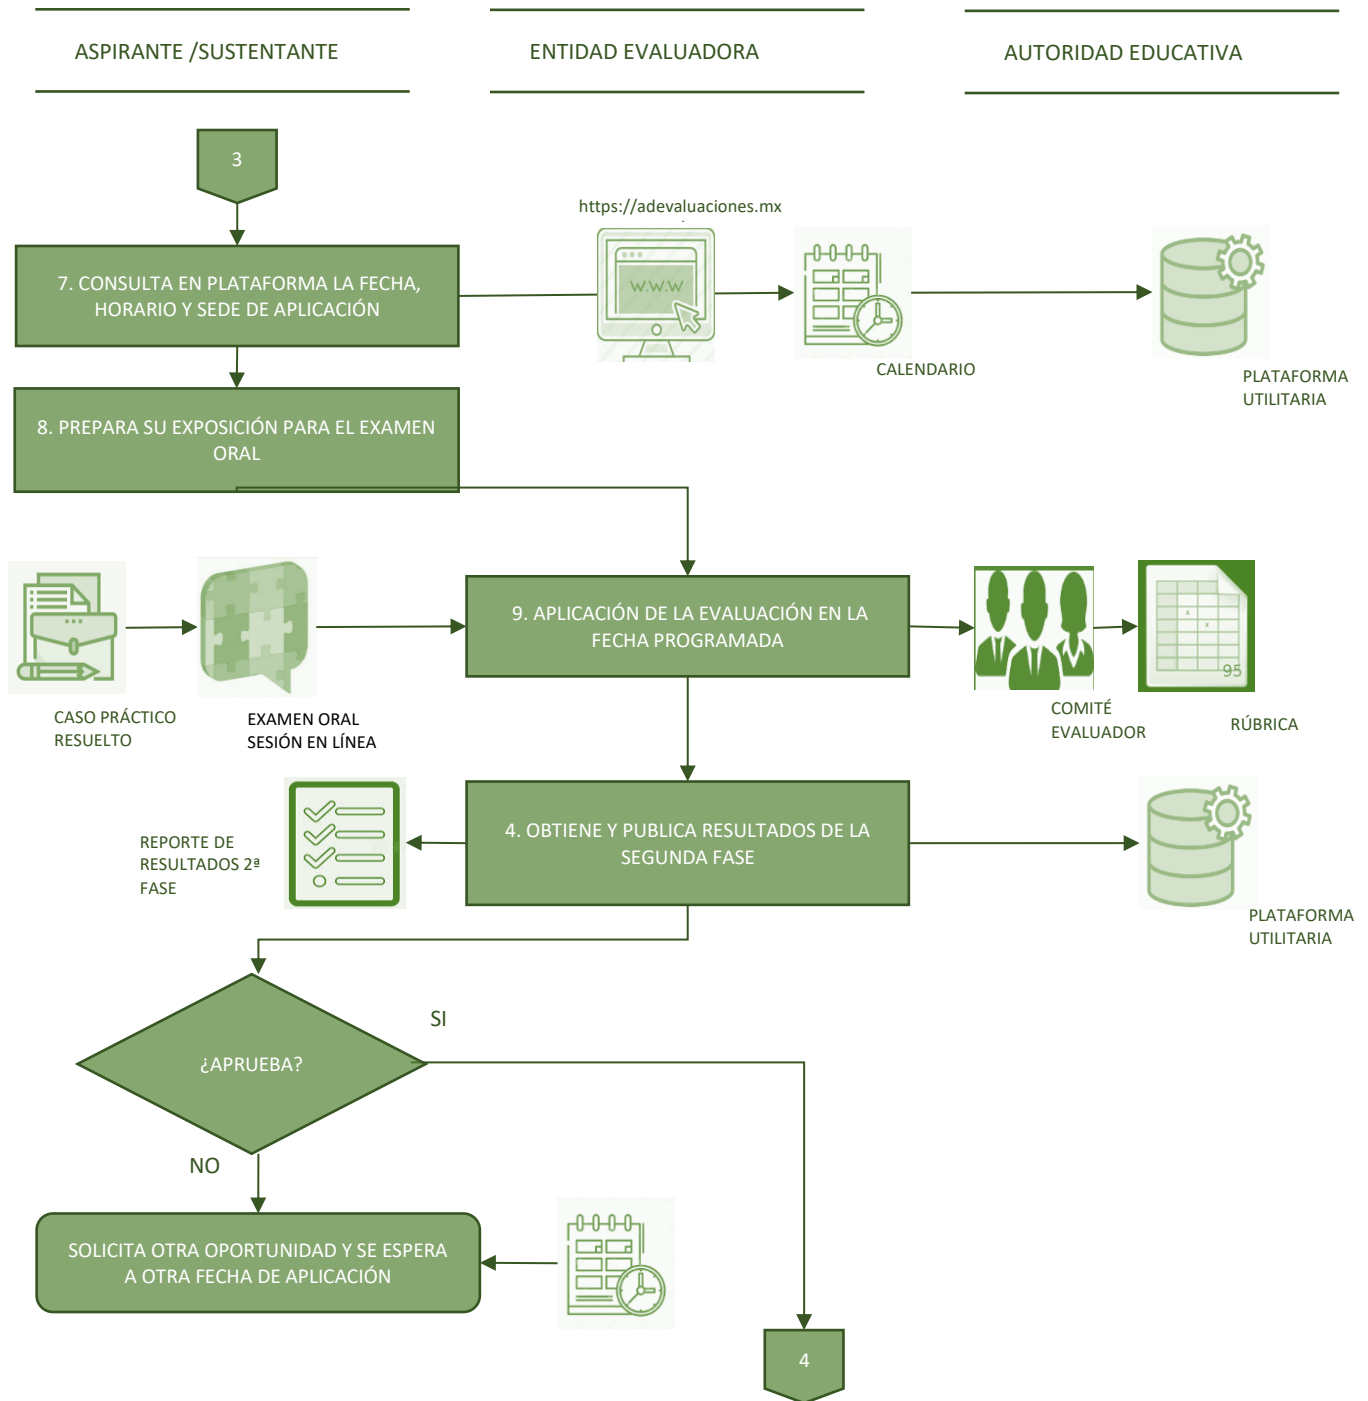 ASPIRANTE /SUSTENTANTE
ENTIDAD EVALUADORA
AUTORIDAD EDUCATIVA
3
https://adevaluaciones.mx
7. CONSULTA EN PLATAFORMA LA FECHA,
HORARIO Y SEDE DE APLICACIÓN
W.W.W
CALENDARIO
PLATAFORMA
UTILITARIA
8. PREPARA SU EXPOSICIÓN PARA EL EXAMEN
ORAL
9. APLICACIÓN DE LA EVALUACIÓN EN LA
FECHA PROGRAMADA
x
x
95
CASO PRÁCTICO
RESUELTO
EXAMEN ORAL
SESIÓN EN LÍNEA
COMITÉ
EVALUADOR
RÚBRICA
REPORTE DE
RESULTADOS 2ª
FASE
4. OBTIENE Y PUBLICA RESULTADOS DE LA
SEGUNDA FASE
PLATAFORMA
UTILITARIA
SI
¿APRUEBA?
NO
SOLICITA OTRA OPORTUNIDAD Y SE ESPERA
A OTRA FECHA DE APLICACIÓN
4